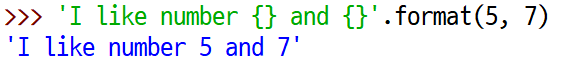 >>> 'I like number {} and {}'.format(5, 7)
'I like number 5 and 7'